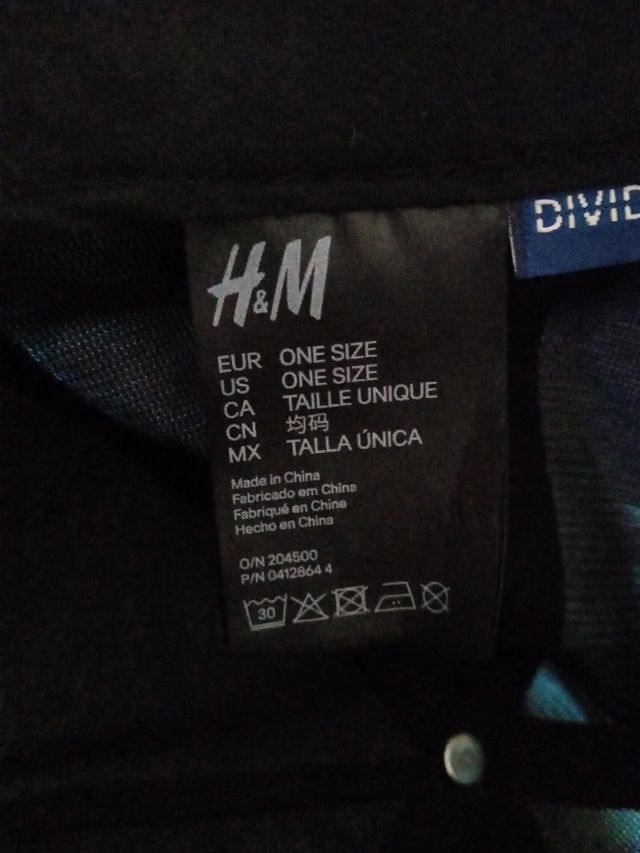 DIVID
H&M
EUR ONE SIZE
US ONE SIZE
CA TAILLE UNIQUE
CN 均码
MX TALLA ÚNICA
Made in China
Fabricado em China
Fabriqué en Chine
Hecho en China
O/N 204500
P/N 0412864 4
30